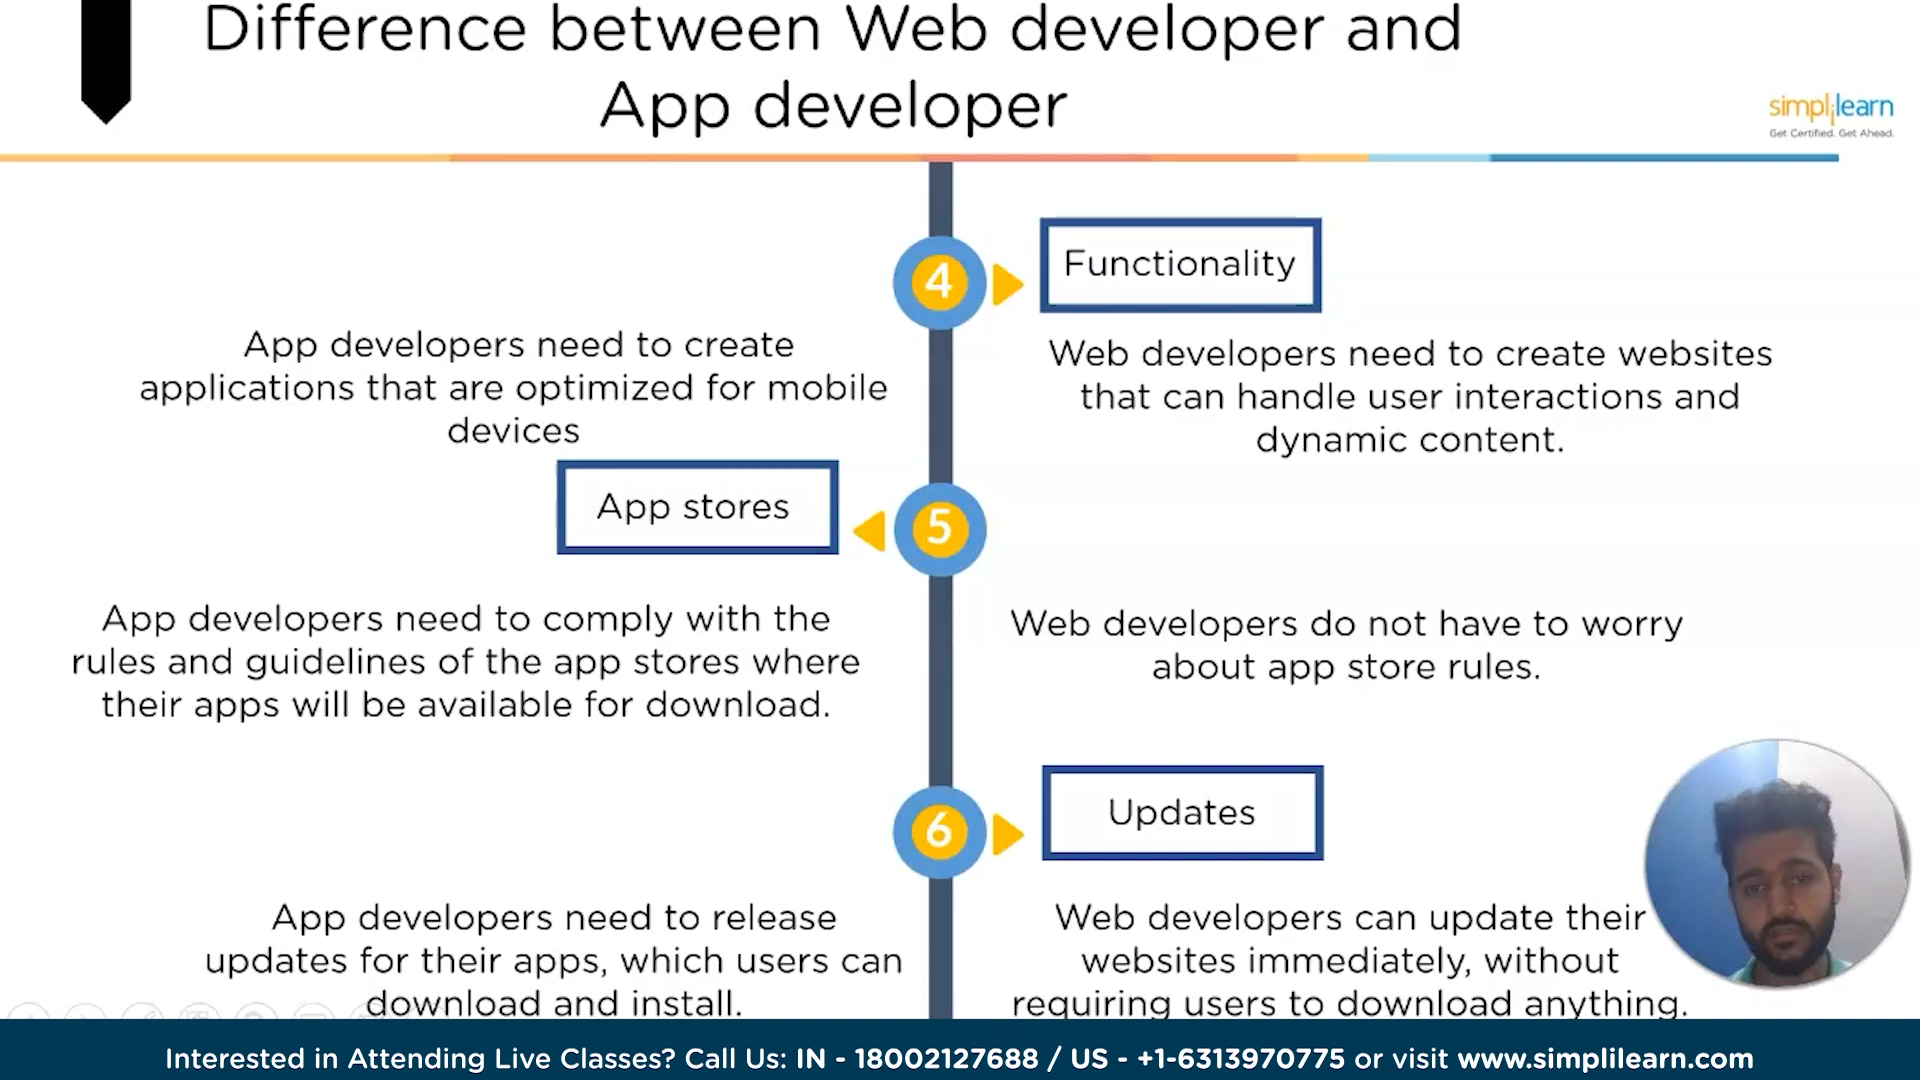 Difference between Web developer and
App developer
simplilearn
Get Certified. Get Ahead.
4
Functionality
App developers need to create
applications that are optimized for mobile
devices
Web developers need to create websites
that can handle user interactions and
dynamic content.
App stores
5
App developers need to comply with the
rules and guidelines of the app stores where
their apps will be available for download.
Web developers do not have to worry
about app store rules.
6
Updates
App developers need to release
updates for their apps, which users can
download and install.
Web developers can update their
websites immediately, without
requiring users to download anything.
Interested in Attending Live Classes? Call Us: IN - 18002127688 / US - +1-6313970775 or visit www.simplilearn.com